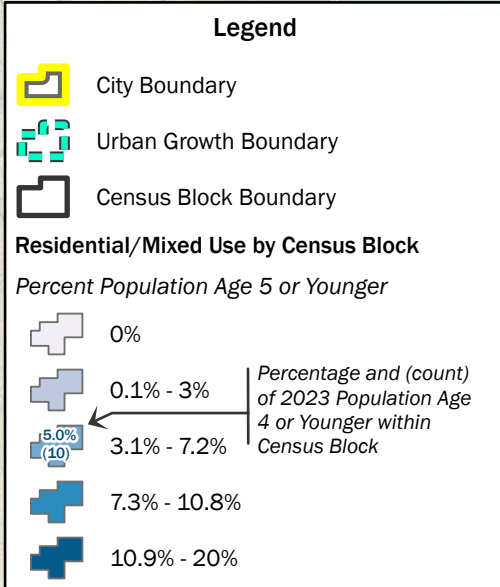 Legend
City Boundary
Urban Growth Boundary
Census Block Boundary
Residential/Mixed Use by Census Block
Percent Population Age 5 or Younger
0%
0.1% - 3%
5.0%
(10)
3.1% - 7.2%
Percentage and (count)
of 2023 Population Age
4 or Younger within
Census Block
7.3% - 10.8%
10.9% - 20%